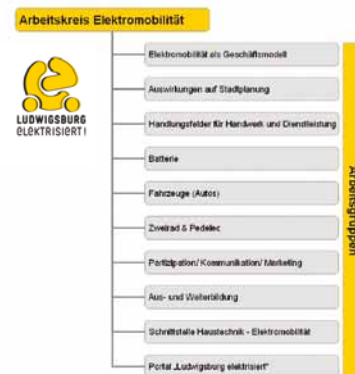 Arbeitskreis Elektromobilität
LUDWIGSBURG
eLeKTRiSieRT!
Elektromobilität als Geschäftsmodell
Auswirkungen auf Stadtplanung
Handlungsfelder für Handwerk und Dienstleistung
Batterie
Fahrzeuge (Autos)
Zweirad & Pedelec
Partizipation/ Kommunikation/ Marketing
Aus- und Weiterbildung
Schnittstelle Haustechnik - Elektromobilität
Portal „Ludwigsburg elektrisiert"
Arbeitsgruppen